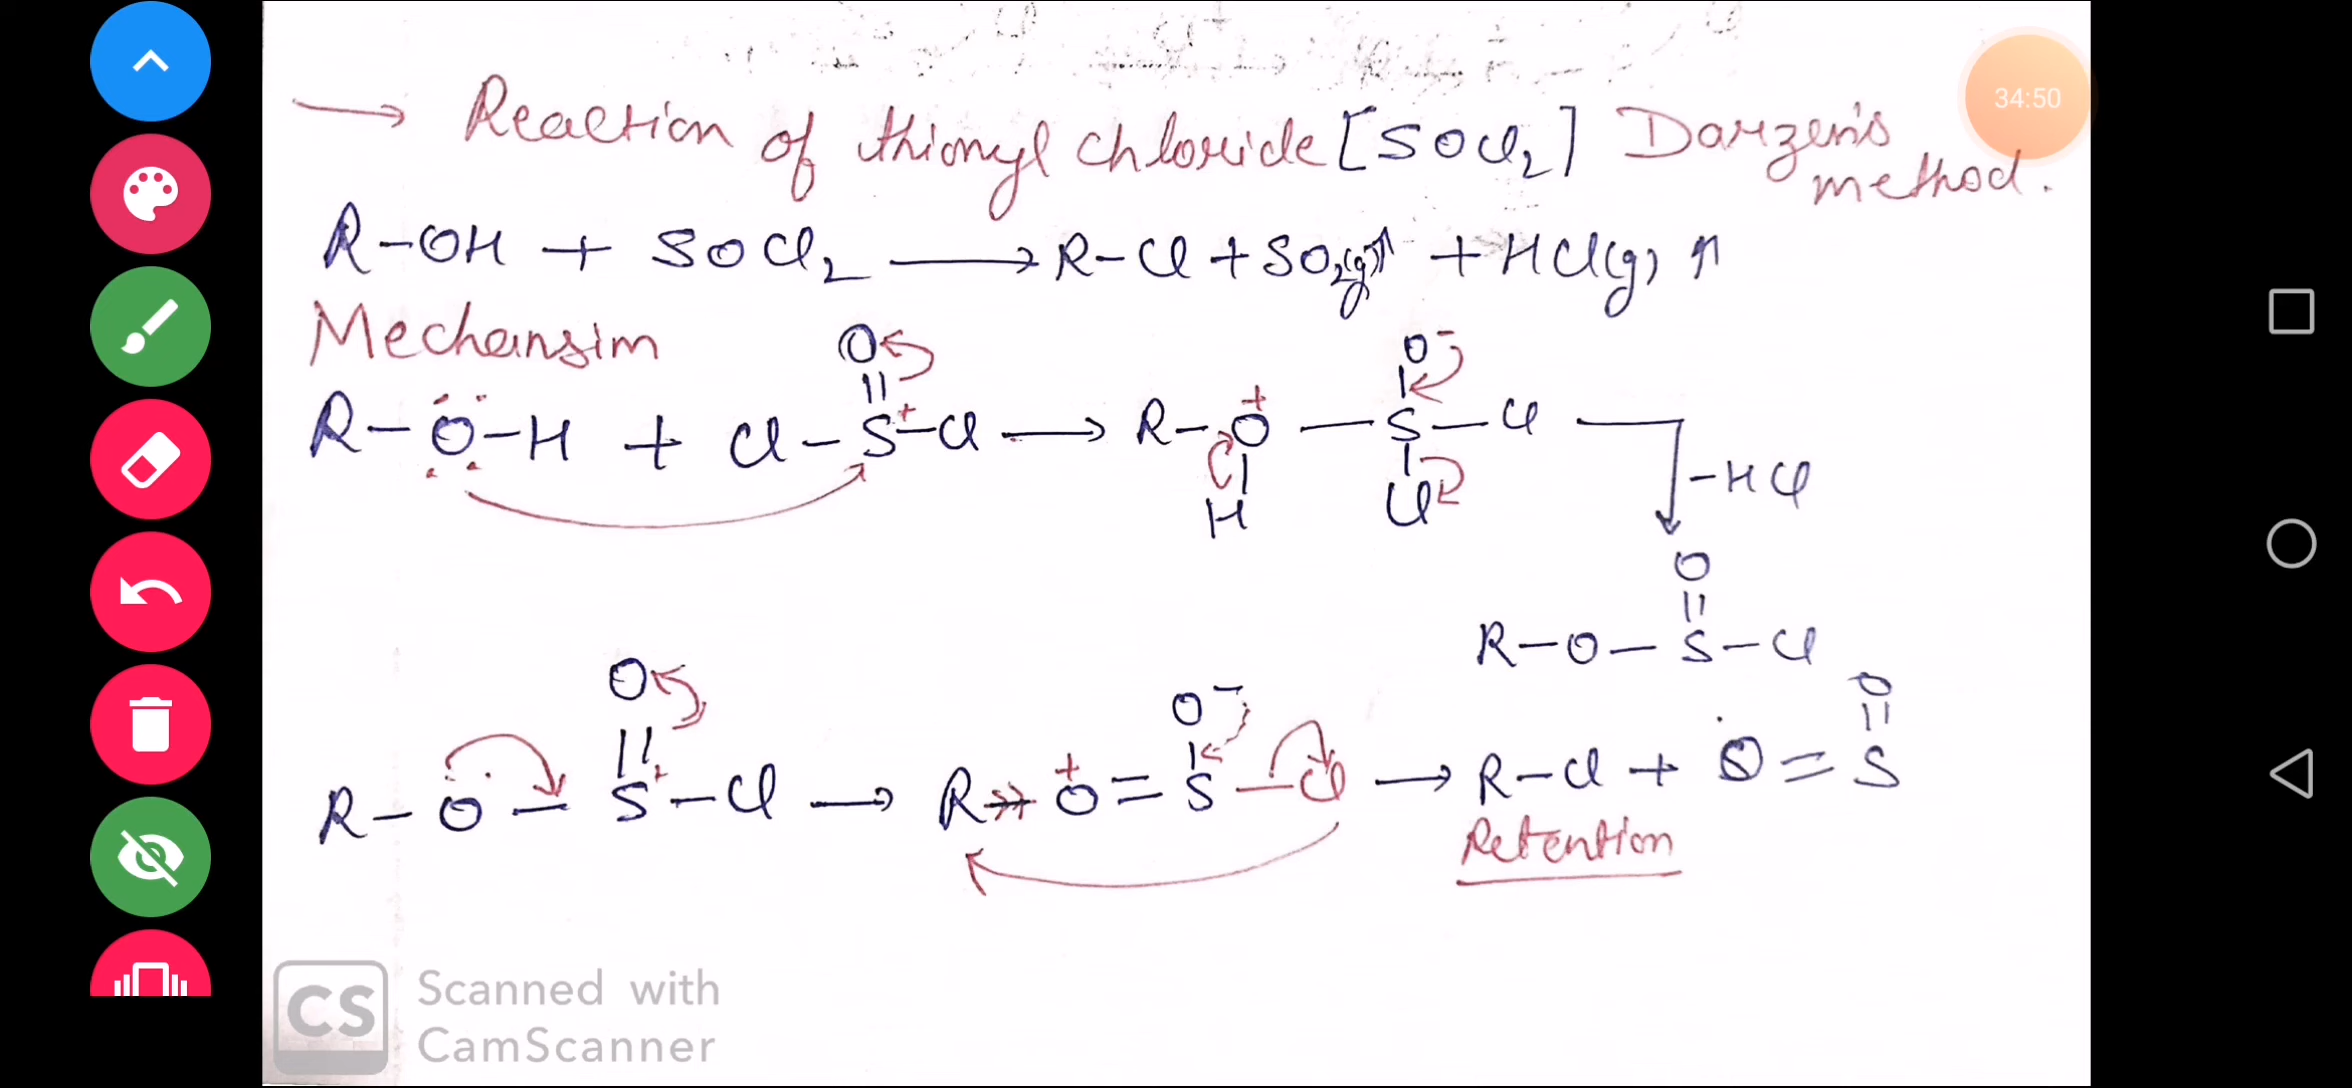 34:50
→ Reaction of thionyl chloride [SOCl2] Darzen's method.
R-OH + SOCl2 → R-Cl + SO2(g)↑ + HCl(g)↑
Mechansim
R-O-H + Cl-S+(=O)-Cl → R-O+(H)-S(O-)(Cl)-Cl
-HCl
R-O-S(=O)-Cl
R-O-S+(=O)-Cl → R-O+=S(O-)-Cl → R-Cl + O=S=O
Retention
CS Scanned with
CamScanner